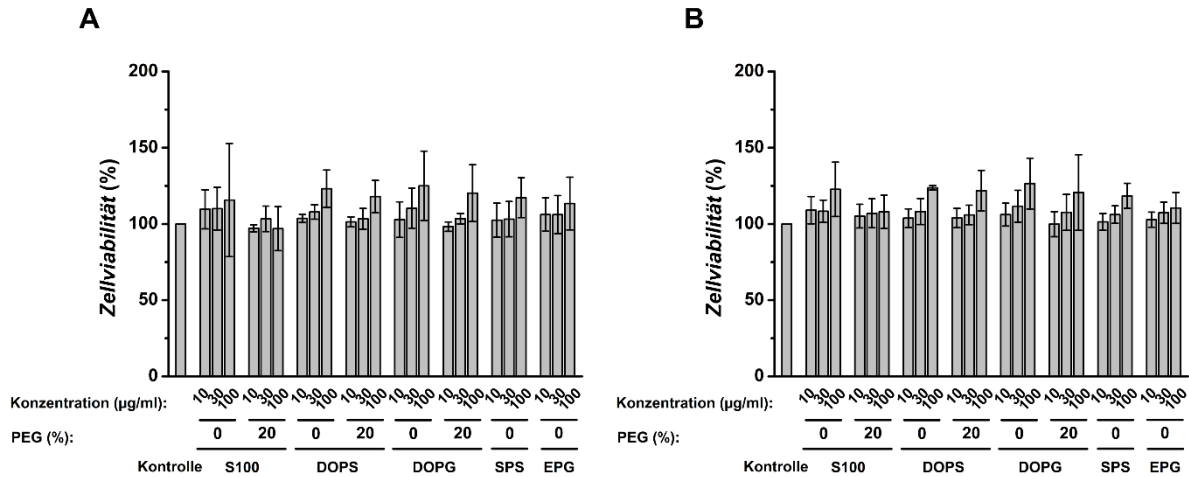 A
Zellviabilität (%)
200
150
100
50
0
10 30 100 10 30 100 10 30 100 10 30 100 10 30 100 10 30 100 10 30 100 10 30 100
Konzentration (µg/ml):
PEG (%): 0 20 0 20 0 20 0 0
Kontrolle S100 DOPS DOPG SPS EPG
B
Zellviabilität (%)
200
150
100
50
0
10 30 100 10 30 100 10 30 100 10 30 100 10 30 100 10 30 100 10 30 100 10 30 100
Konzentration (µg/ml):
PEG (%): 0 20 0 20 0 20 0 0
Kontrolle S100 DOPS DOPG SPS EPG